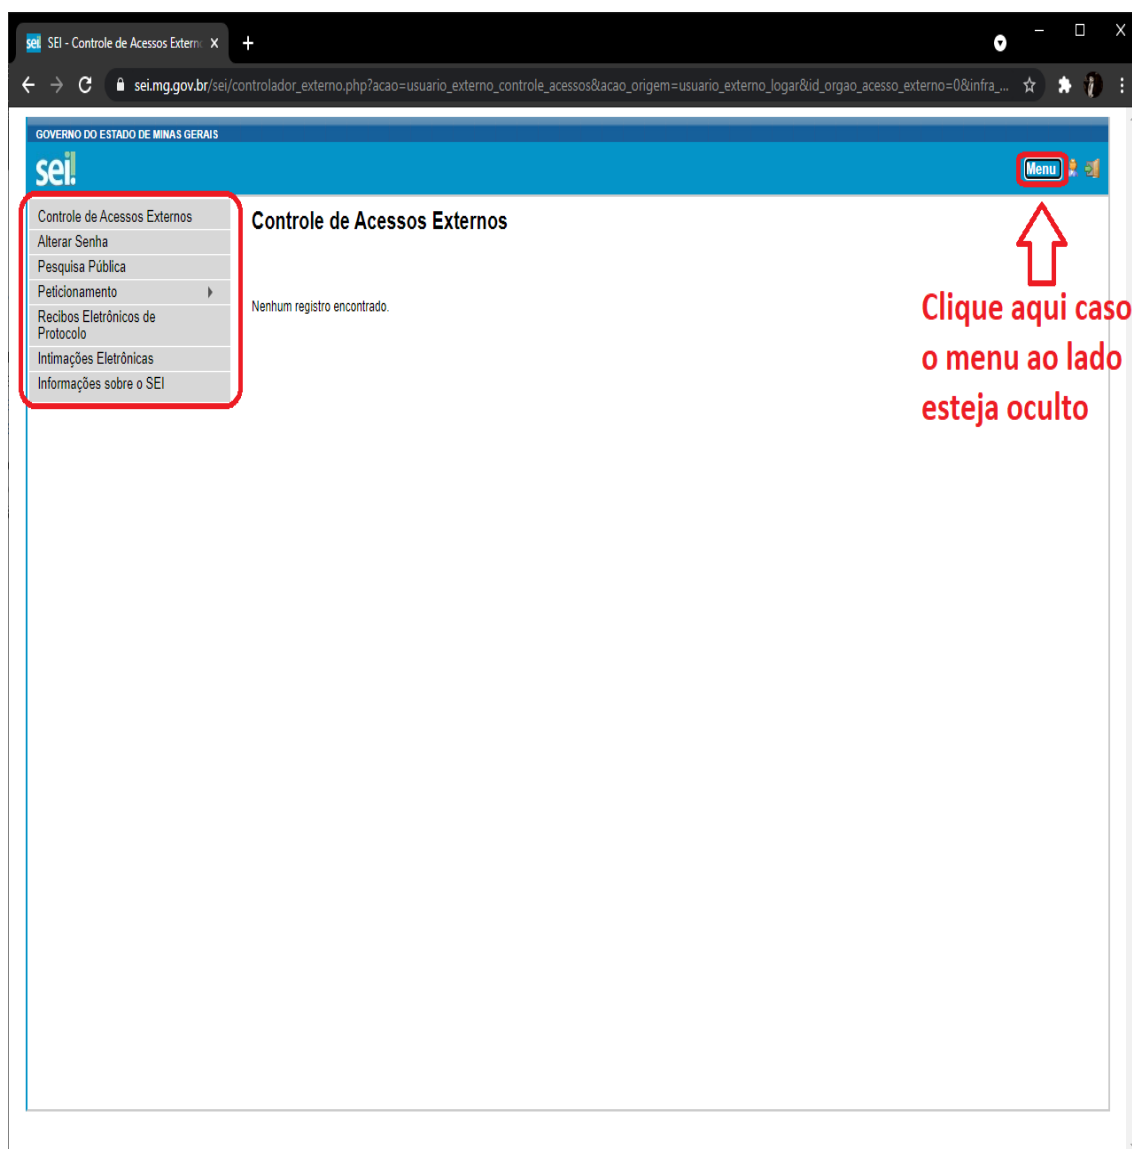 sei! SEI - Controle de Acessos Extern
sei.mg.gov.br/sei/controlador_externo.php?acao=usuario_externo_controle_acessos&acao_origem=usuario_externo_logar&id_orgao_acesso_externo=0&infra_...
GOVERNO DO ESTADO DE MINAS GERAIS
sei!
Menu
Controle de Acessos Externos
Alterar Senha
Pesquisa Pública
Peticionamento
Recibos Eletrônicos de
Protocolo
Intimações Eletrônicas
Informações sobre o SEI
Controle de Acessos Externos
Nenhum registro encontrado.
Clique aqui caso
o menu ao lado
esteja oculto